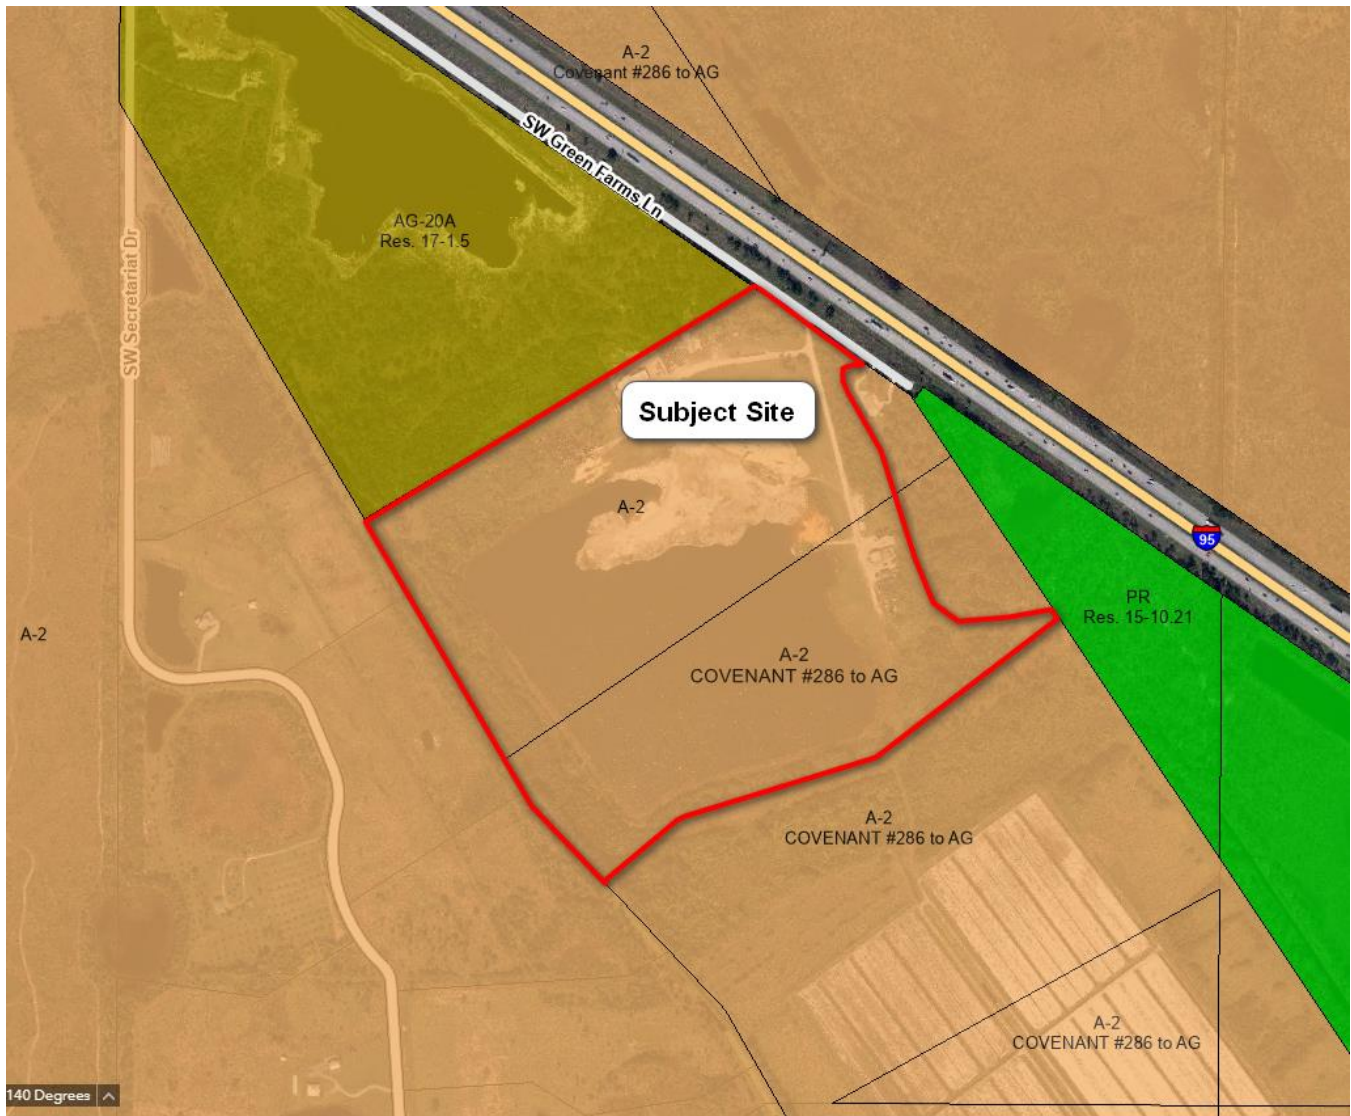 A-2
Covenant #286 to AG
SW Green Farms Ln
AG-20A
Res. 17-1.5
SW Secretariat Dr
Subject Site
A-2
95
PR
Res. 15-10.21
A-2
A-2
COVENANT #286 to AG
A-2
COVENANT #286 to AG
A-2
COVENANT #286 to AG
140 Degrees